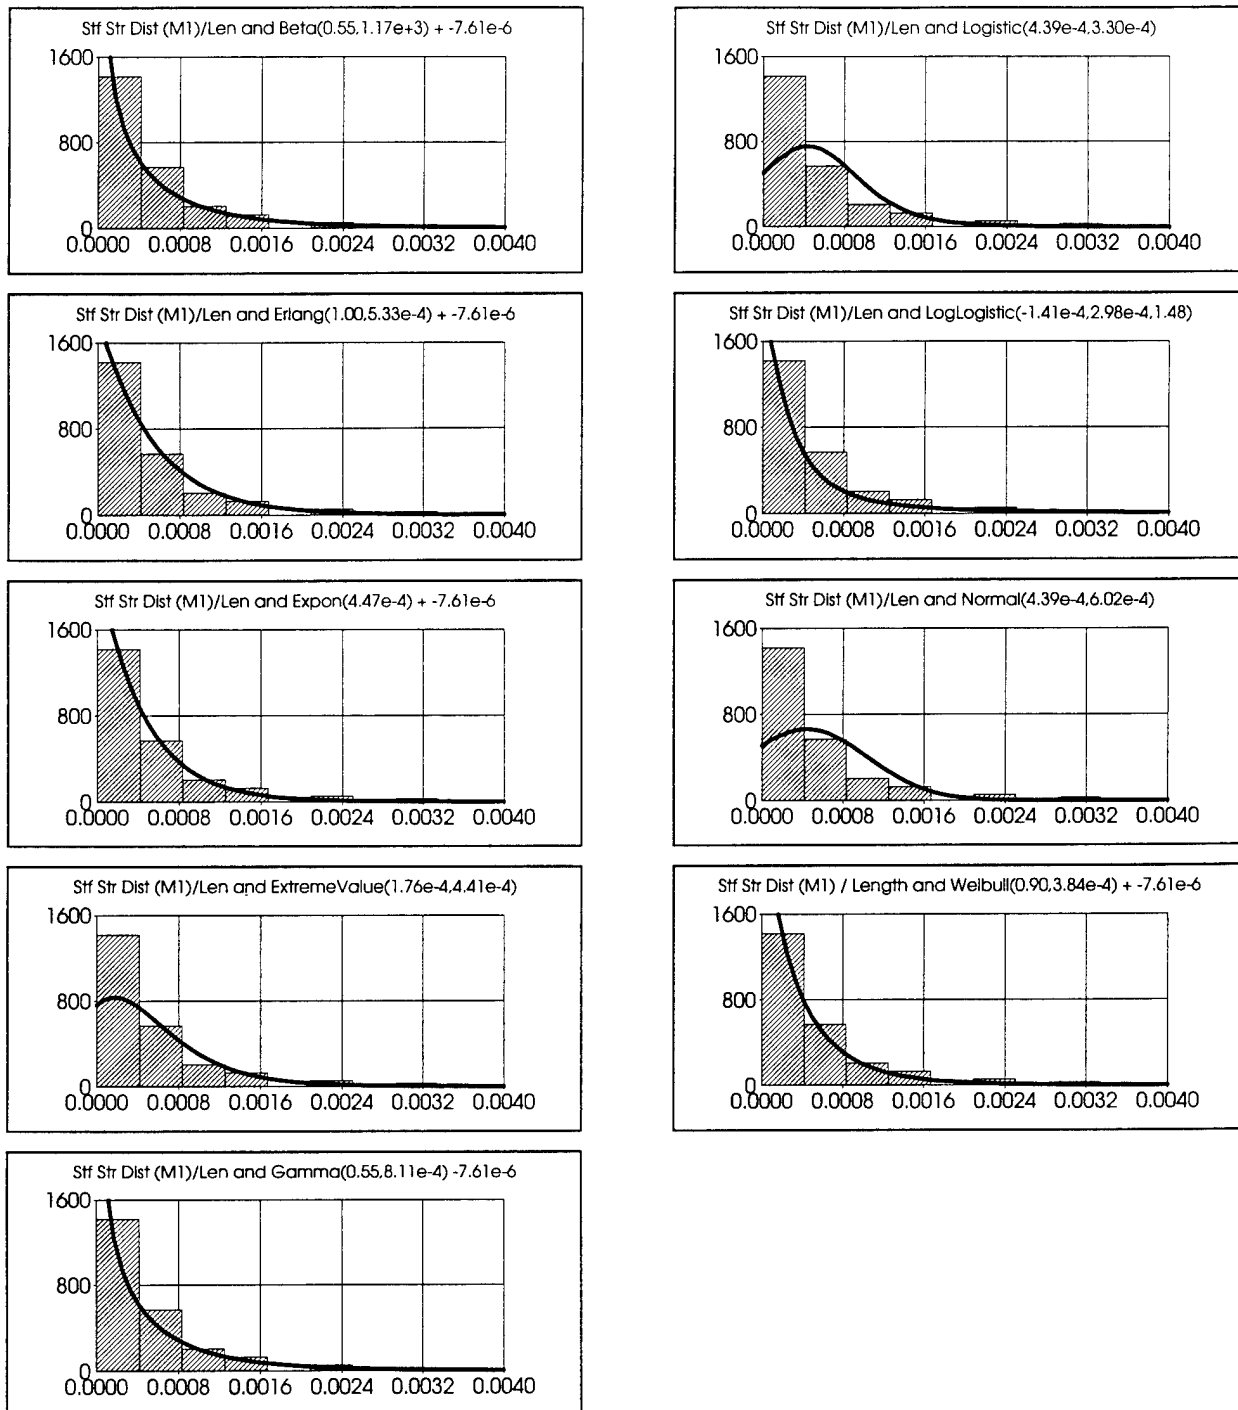 Stf Str Dist (M1)/Len and Beta(0.55,1.17e+3) + -7.61e-6
1600
800
0
0.0000 0.0008 0.0016 0.0024 0.0032 0.0040
Stf Str Dist (M1)/Len and Logistic(4.39e-4,3.30e-4)
1600
800
0
0.0000 0.0008 0.0016 0.0024 0.0032 0.0040
Stf Str Dist (M1)/Len and Erlang(1.00,5.33e-4) + -7.61e-6
1600
800
0
0.0000 0.0008 0.0016 0.0024 0.0032 0.0040
Stf Str Dist (M1)/Len and LogLogistic(-1.41e-4,2.98e-4,1.48)
1600
800
0
0.0000 0.0008 0.0016 0.0024 0.0032 0.0040
Stf Str Dist (M1)/Len and Expon(4.47e-4) + -7.61e-6
1600
800
0
0.0000 0.0008 0.0016 0.0024 0.0032 0.0040
Stf Str Dist (M1)/Len and Normal(4.39e-4,6.02e-4)
1600
800
0
0.0000 0.0008 0.0016 0.0024 0.0032 0.0040
Stf Str Dist (M1)/Len and ExtremeValue(1.76e-4,4.41e-4)
1600
800
0
0.0000 0.0008 0.0016 0.0024 0.0032 0.0040
Stf Str Dist (M1) / Length and Weibull(0.90,3.84e-4) + -7.61e-6
1600
800
0
0.0000 0.0008 0.0016 0.0024 0.0032 0.0040
Stf Str Dist (M1)/Len and Gamma(0.55,8.11e-4) -7.61e-6
1600
800
0
0.0000 0.0008 0.0016 0.0024 0.0032 0.0040